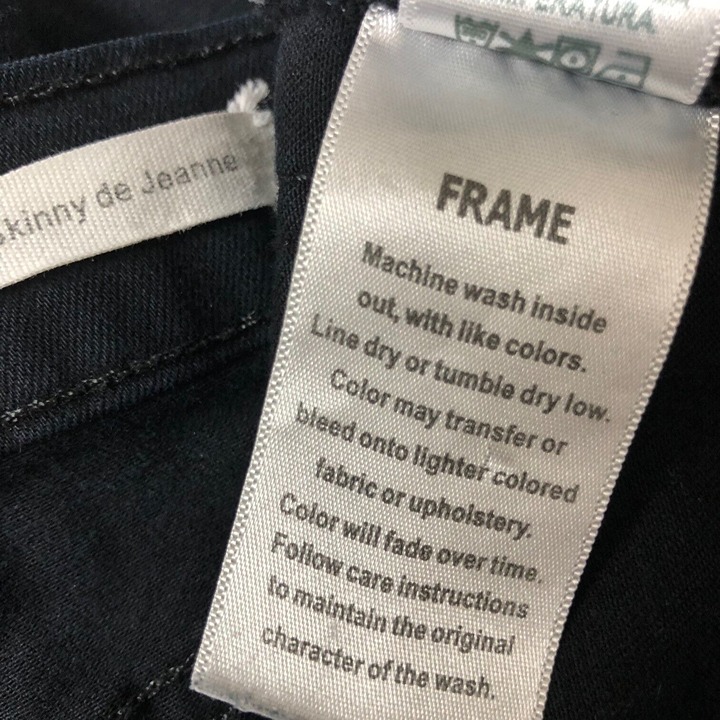 PERATURA
skinny de Jeanne
FRAME
Machine wash inside
out, with like colors.
Line dry or tumble dry low.
Color may transfer or
bleed onto lighter colored
fabric or upholstery.
Color will fade over time.
Follow care instructions
to maintain the original
character of the wash.